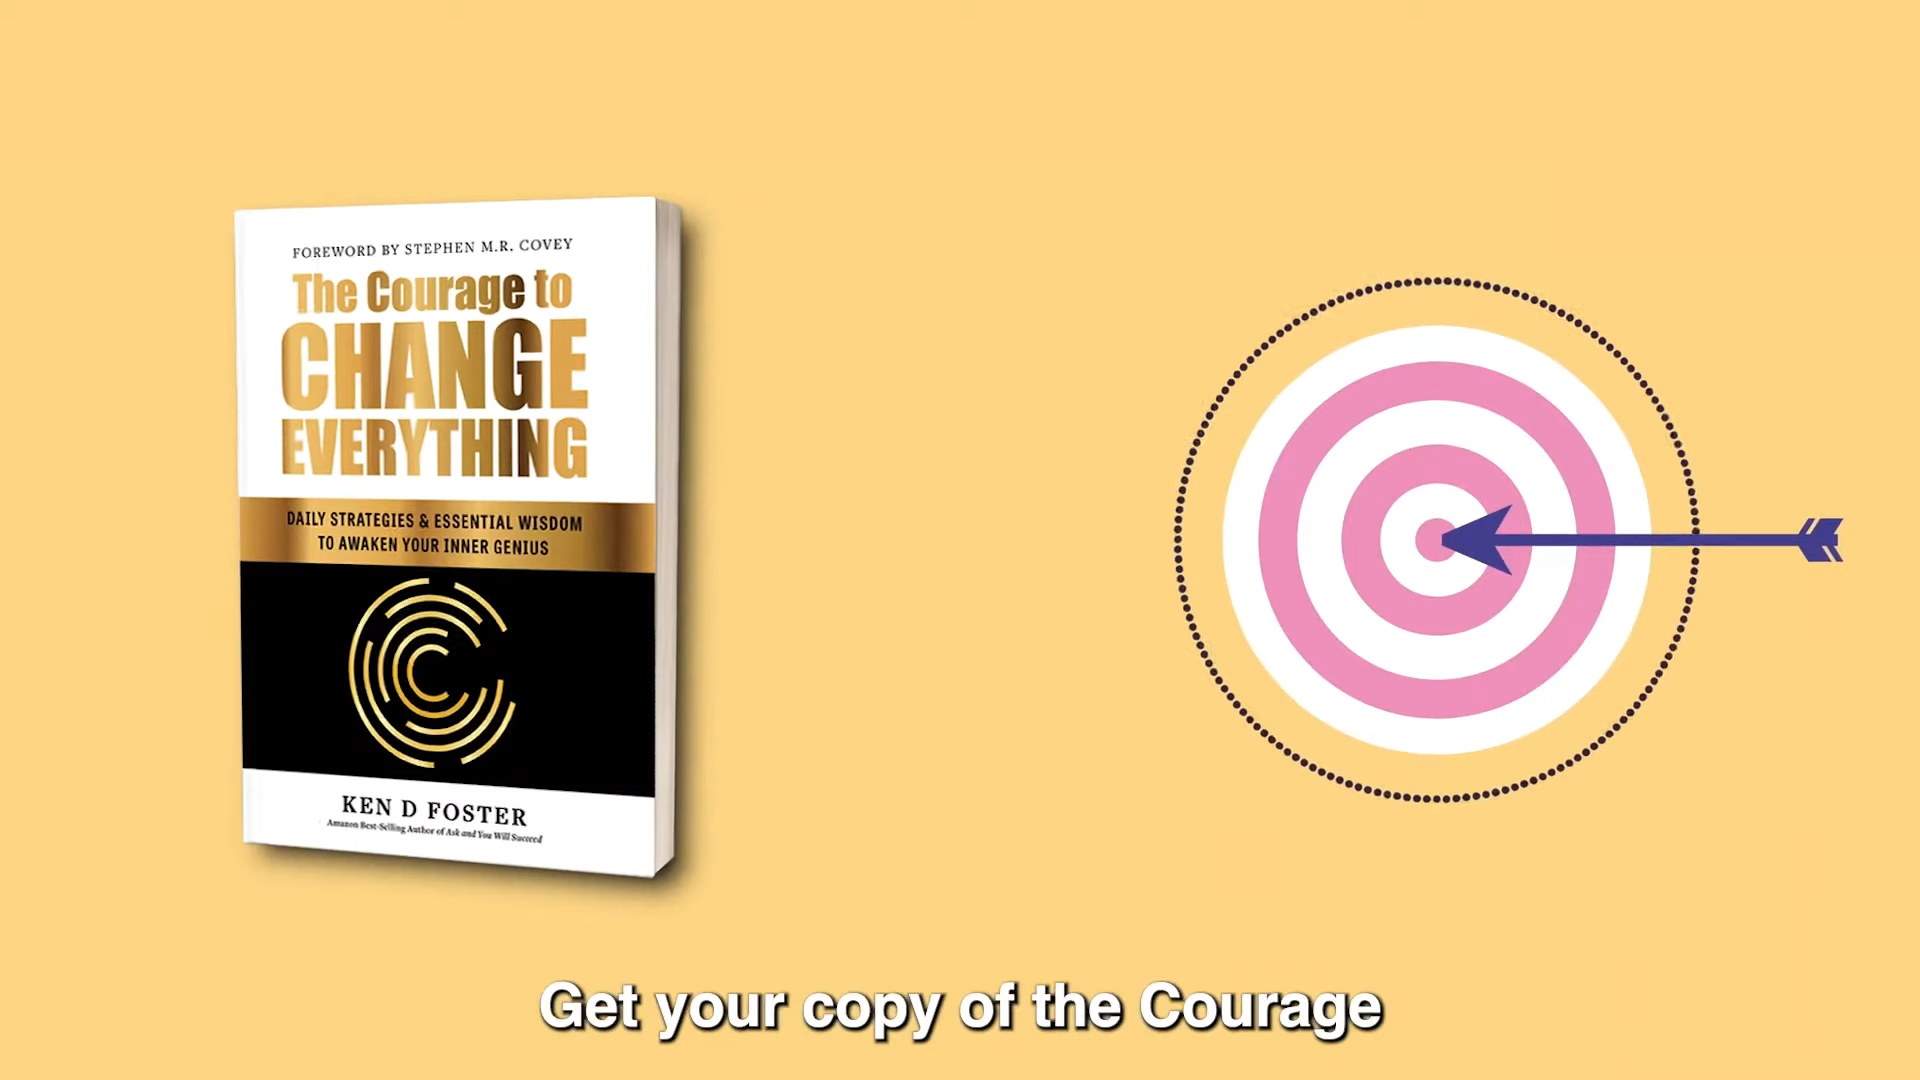 FOREWORD BY STEPHEN M.R. COVEY
The Courage to
CHANGE
EVERYTHING
DAILY STRATEGIES & ESSENTIAL WISDOM
TO AWAKEN YOUR INNER GENIUS
KEN D FOSTER
Amazon Best-Selling Author of Ask and You Will Succeed
Get your copy of the Courage